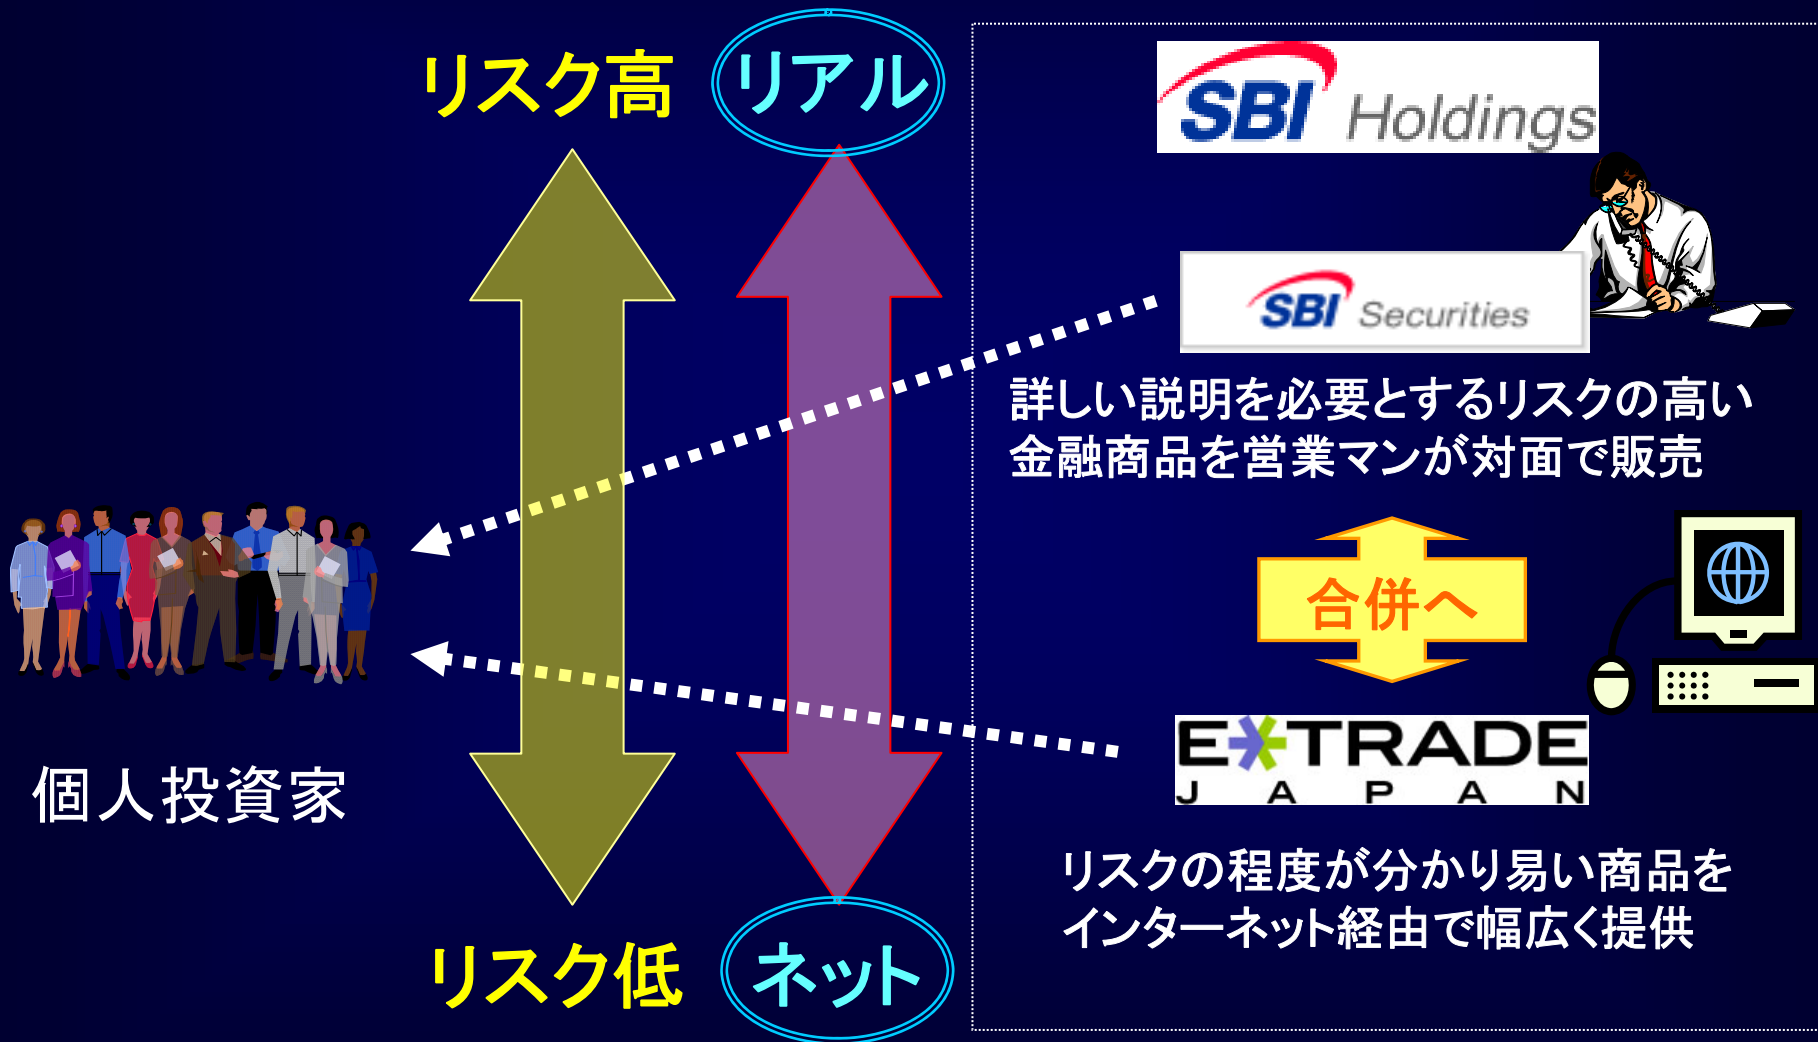 リスク高
リアル
SBI Holdings
SBI Securities
詳しい説明を必要とするリスクの高い
金融商品を営業マンが対面で販売
合併へ
E*TRADE
JAPAN
個人投資家
リスクの程度が分かり易い商品を
インターネット経由で幅広く提供
リスク低
ネット